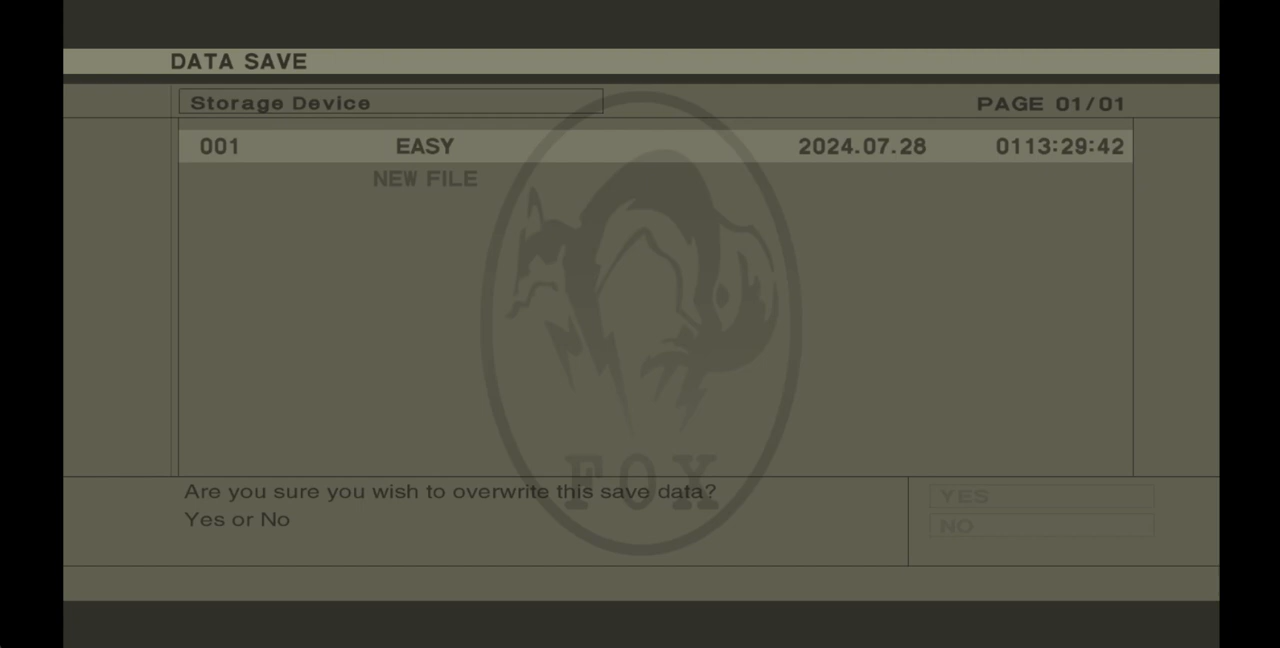 DATA SAVE
Storage Device PAGE 01/01
001 EASY 2024.07.28 0113:29:42
NEW FILE
FOX
Are you sure you wish to overwrite this save data?
Yes or No
YES
NO